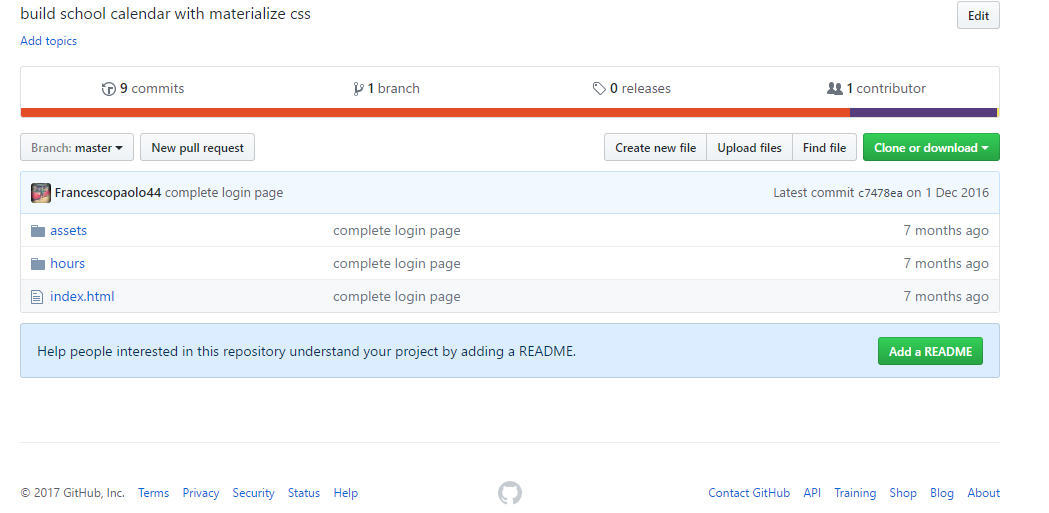 build school calendar with materialize css
Edit
Add topics
9 commits
1 branch
0 releases
1 contributor
Branch: master
New pull request
Create new file
Upload files
Find file
Clone or download
Francescopaolo44 complete login page
Latest commit c7478ea on 1 Dec 2016
assets
complete login page
7 months ago
hours
complete login page
7 months ago
index.html
complete login page
7 months ago
Help people interested in this repository understand your project by adding a README.
Add a README
© 2017 GitHub, Inc. Terms Privacy Security Status Help
Contact GitHub API Training Shop Blog About